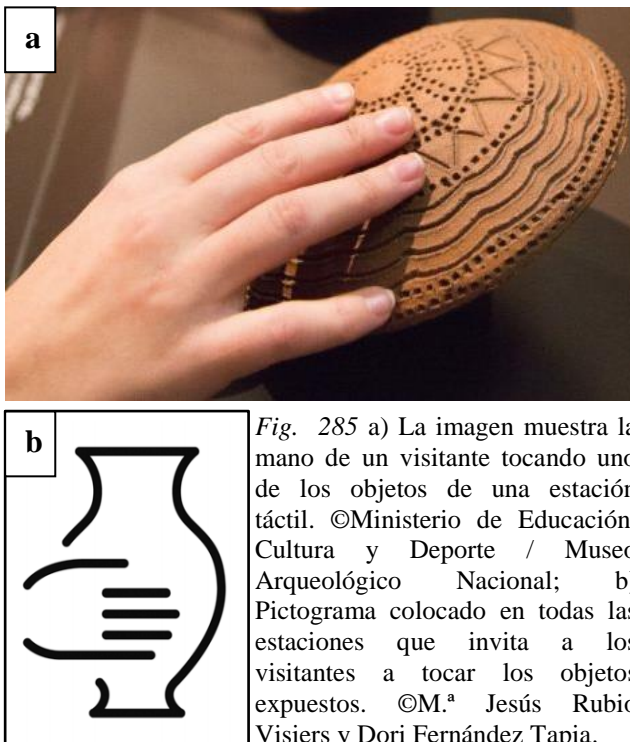 a
b
Fig. 285 a) La imagen muestra la
mano de un visitante tocando uno
de los objetos de una estación
táctil. ©Ministerio de Educación
Cultura y Deporte / Museo
Arqueológico Nacional; b)
Pictograma colocado en todas las
estaciones que invita a los
visitantes a tocar los objetos
expuestos. ©M.ª Jesús Rubio
Visiers y Dori Fernández Tapia.